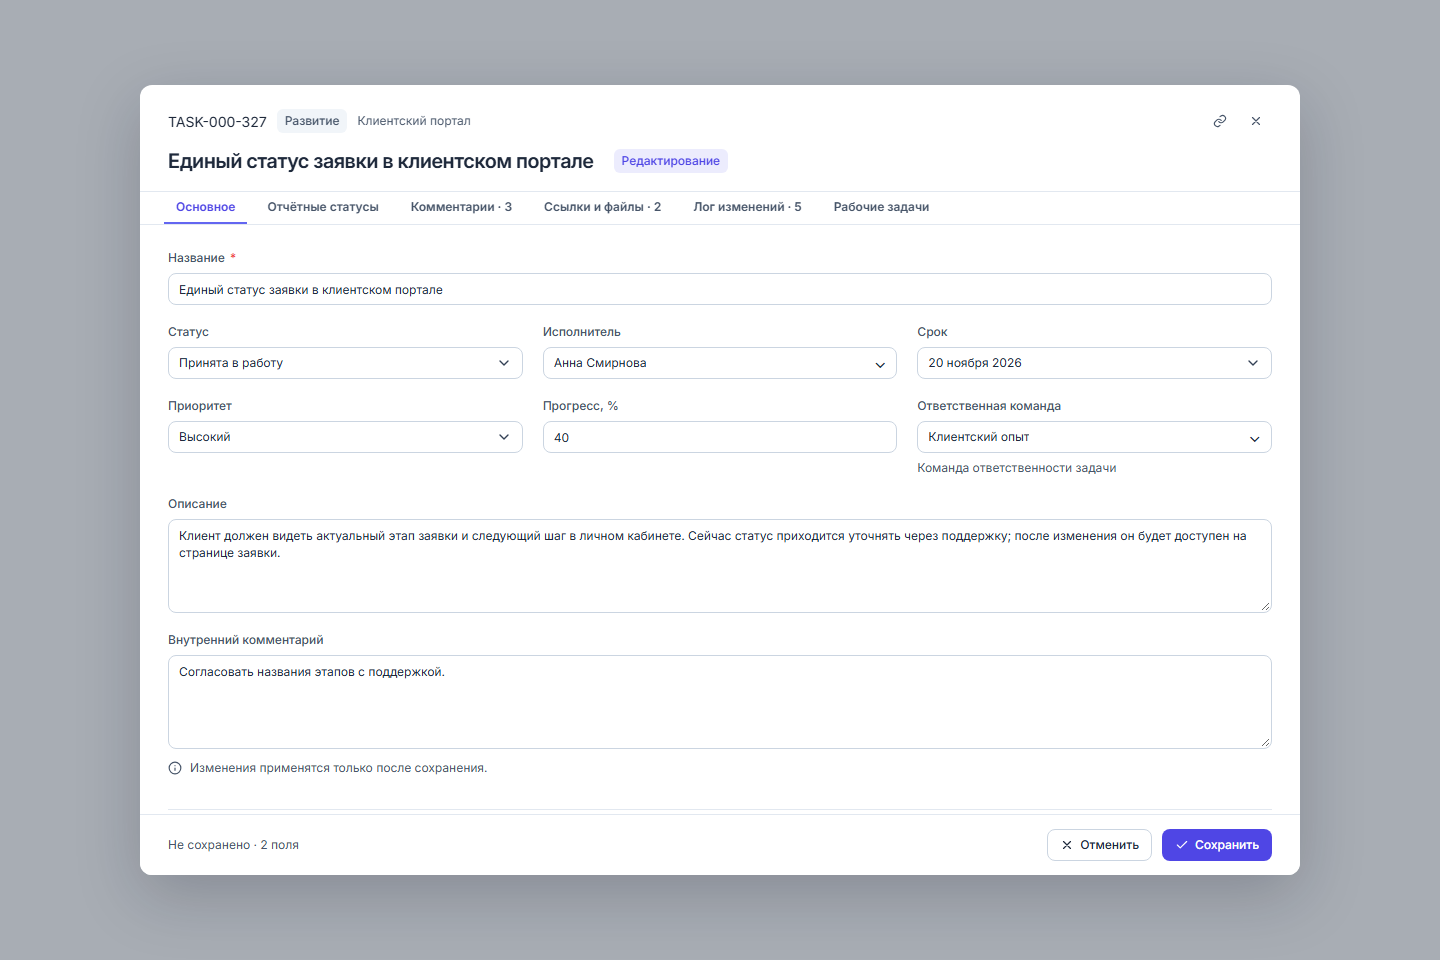 TASK-000-327 Развитие Клиентский портал
Единый статус заявки в клиентском портале Редактирование
Основное Отчётные статусы Комментарии · 3 Ссылки и файлы · 2 Лог изменений · 5 Рабочие задачи
Название *
Единый статус заявки в клиентском портале
Статус Исполнитель Срок
Принята в работу Анна Смирнова 20 ноября 2026
Приоритет Прогресс, % Ответственная команда
Высокий 40 Клиентский опыт
Команда ответственности задачи
Описание
Клиент должен видеть актуальный этап заявки и следующий шаг в личном кабинете. Сейчас статус приходится уточнять через поддержку; после изменения он будет доступен на
странице заявки.
Внутренний комментарий
Согласовать названия этапов с поддержкой.
Изменения применятся только после сохранения.
Не сохранено · 2 поля Отменить Сохранить